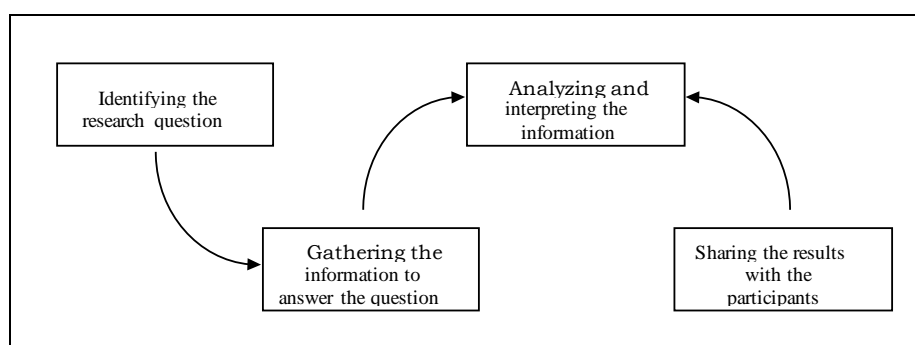 Identifying the
research question
Gathering the
information to
answer the question
Analyzing and
interpreting the
information
Sharing the results
with the
participants